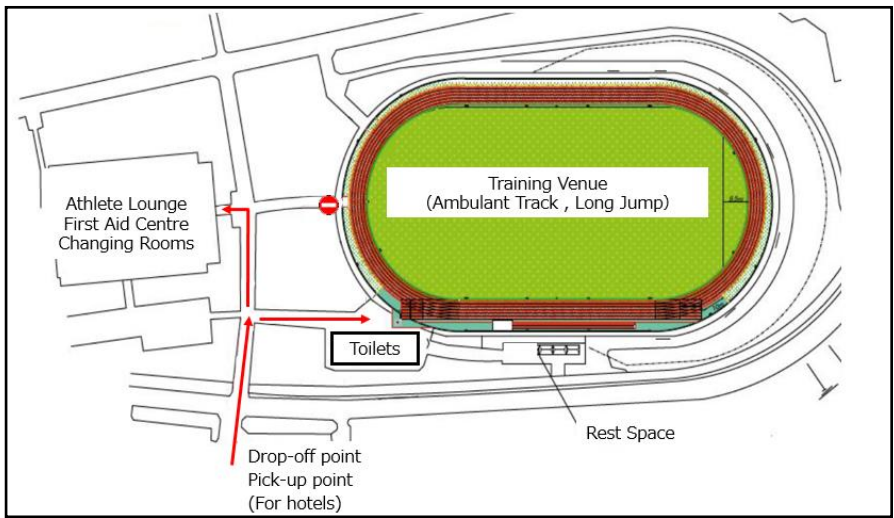 Training Venue
(Ambulant Track , Long Jump)
Athlete Lounge
First Aid Centre
Changing Rooms
Toilets
Rest Space
Drop-off point
Pick-up point
(For hotels)